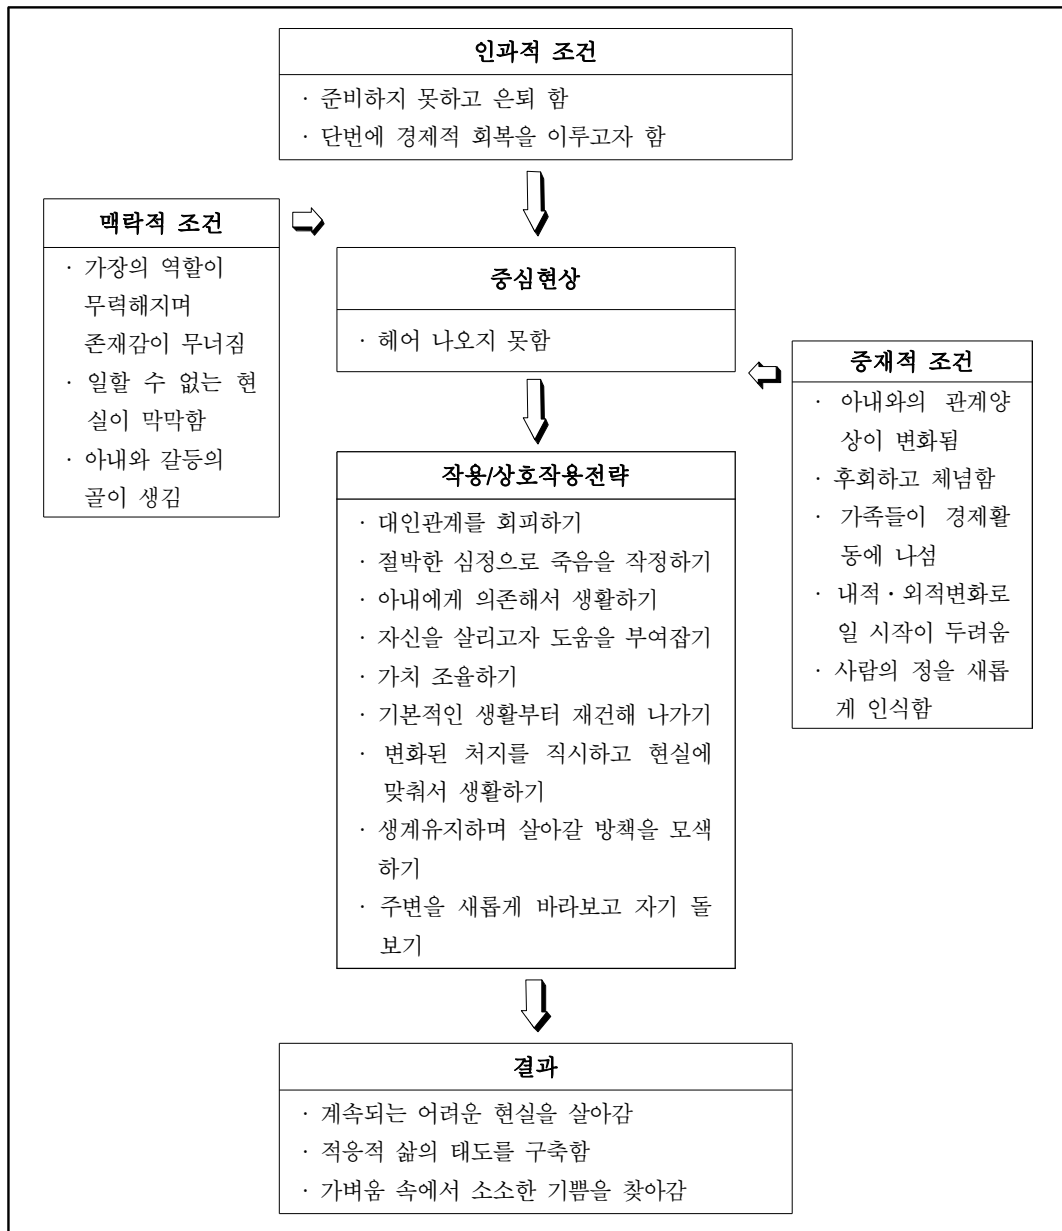 인과적 조건
· 준비하지 못하고 은퇴 함
· 단번에 경제적 회복을 이루고자 함
맥락적 조건
· 가장의 역할이
무력해지며
존재감이 무너짐
· 일할 수 없는 현
실이 막막함
· 아내와 갈등의
골이 생김
중심현상
· 헤어 나오지 못함
중재적 조건
· 아내와의 관계양
상이 변화됨
· 후회하고 체념함
· 가족들이 경제활
동에 나섬
· 내적·외적변화로
일 시작이 두려움
· 사람의 정을 새롭
게 인식함
작용/상호작용전략
· 대인관계를 회피하기
· 절박한 심정으로 죽음을 작정하기
· 아내에게 의존해서 생활하기
· 자신을 살리고자 도움을 부여잡기
· 가치 조율하기
· 기본적인 생활부터 재건해 나가기
· 변화된 처지를 직시하고 현실에
맞춰서 생활하기
· 생계유지하며 살아갈 방책을 모색
하기
· 주변을 새롭게 바라보고 자기 돌
보기
결과
· 계속되는 어려운 현실을 살아감
· 적응적 삶의 태도를 구축함
· 가벼움 속에서 소소한 기쁨을 찾아감